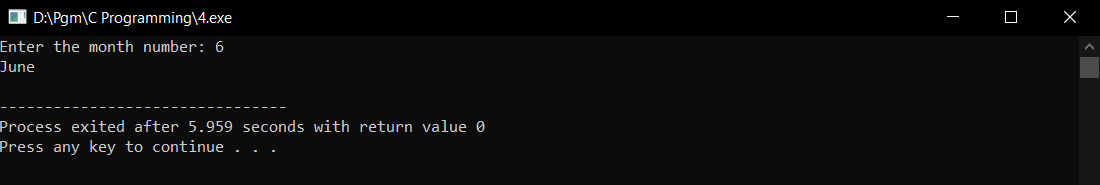 D:\Pgm\C Programming\4.exe
Enter the month number: 6
June
--------------------------------
Process exited after 5.959 seconds with return value 0
Press any key to continue . . .